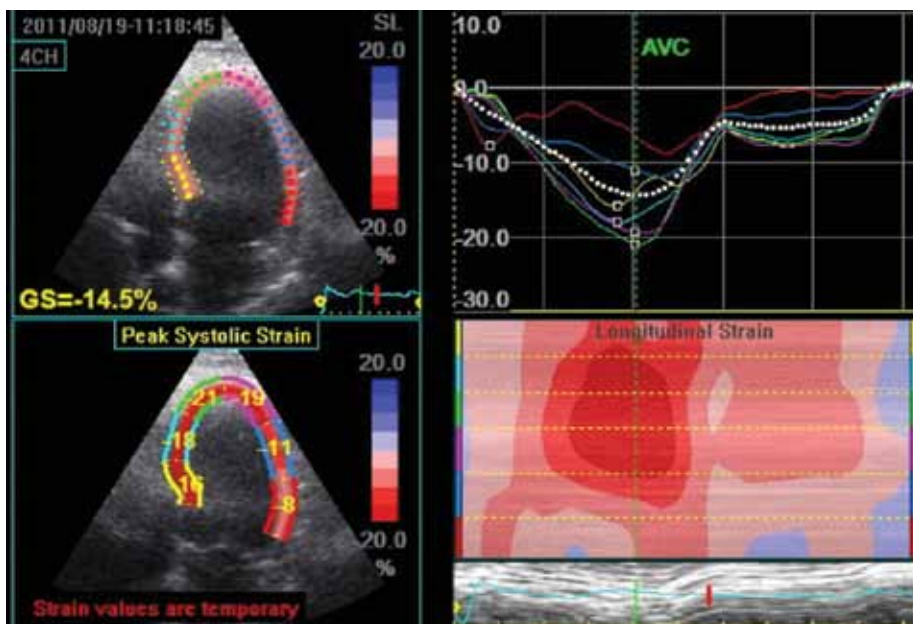 2011/08/19-11:18:45
4CH
SL
20.0
20.0
%
GS=-14.5%
AVC
0.0
-10.0
-20.0
-30.0
Peak Systolic Strain
21
19
18
11
8
20.0
20.0
%
Strain values are temporary
Longitudinal Strain